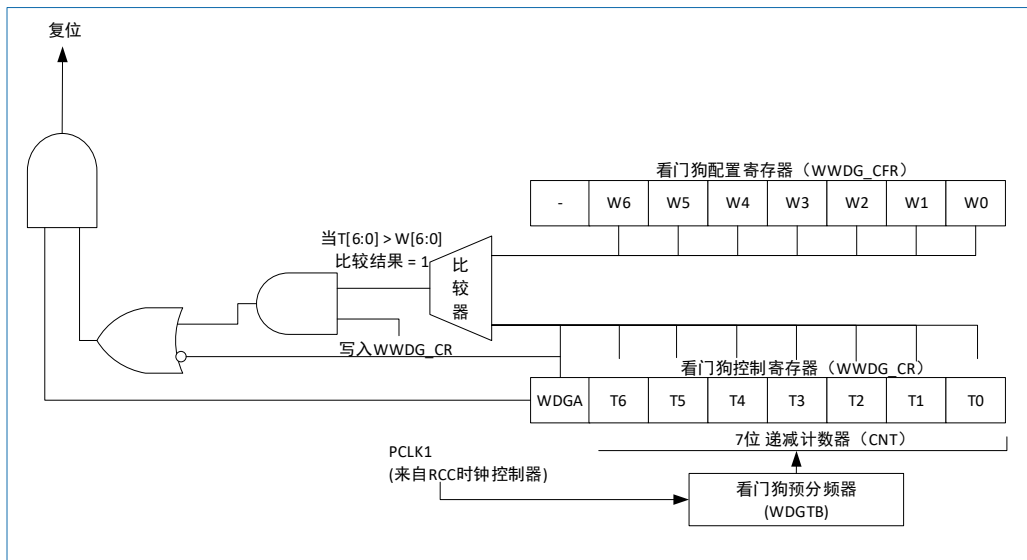 复位
看门狗配置寄存器（WWDG_CFR）
- W6 W5 W4 W3 W2 W1 W0
当T[6:0] > W[6:0]
比较结果 = 1
比较器
写入WWDG_CR
看门狗控制寄存器（WWDG_CR）
WDGA T6 T5 T4 T3 T2 T1 T0
7位 递减计数器（CNT）
PCLK1
(来自RCC时钟控制器)
看门狗预分频器
(WDGTB)